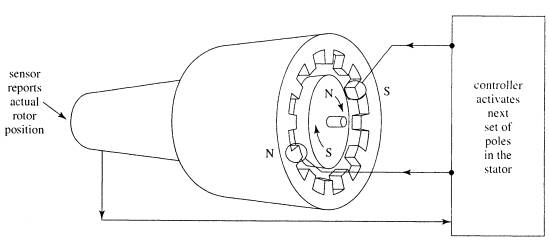 sensor
reports
actual
rotor
position
N
S
N
S
controller
activates
next
set of
poles
in the
stator